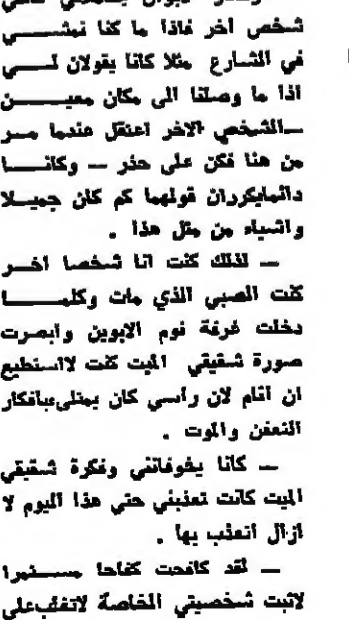 شخص اخر فاذا ما كنا نمشي
في الشارع مثلا كانا يقولان لي
اذا ما وصلنا الى مكان معين
ـ الشخص الاخر اعتقل عندما مر
من هنا فكن على حذر ـ وكانا
دائما يكرران قولهما كم كان جميلا
واشياء من مثل هذا .
ـ لذلك كنت انا شخصا اخر
كنت الصبي الذي مات وكلما
دخلت غرفة نوم الابوين وابصرت
صورة شقيقي الميت كنت لا استطيع
ان انام لان راسي كان يمتلىء بافكار
التعفن والموت .
ـ كانا يخوفانني وفكرة شقيقي
الميت كانت تعذبني حتى هذا اليوم لا
ازال اتعذب بها .
ـ لقد كافحت كفاحا مستمرا
لاثبت شخصيتي الخاصة لاتغلب على